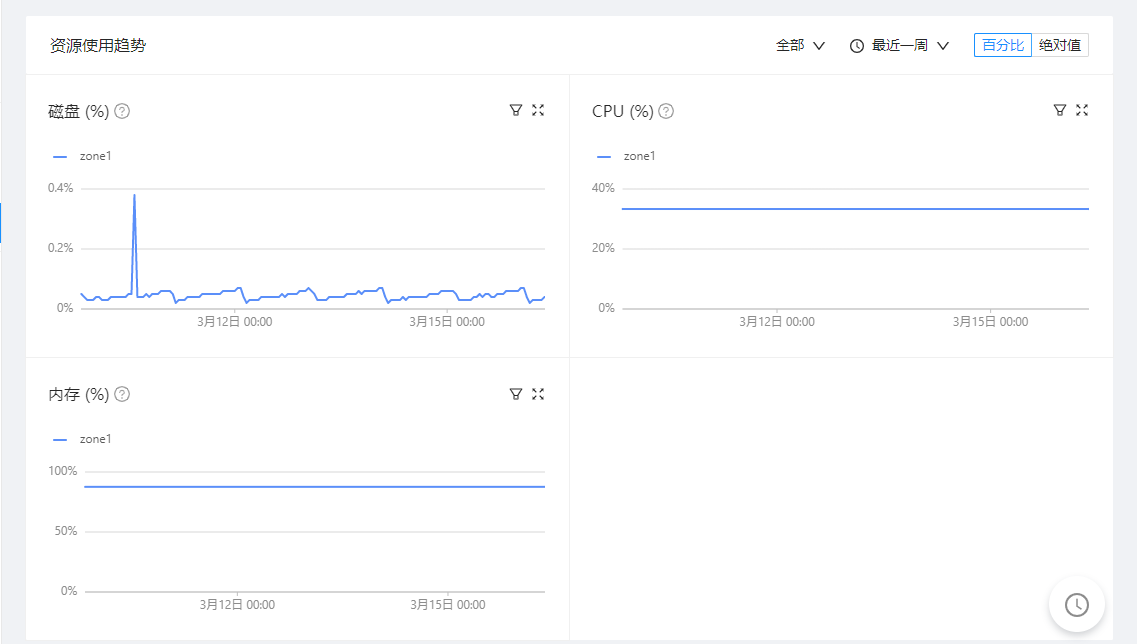 资源使用趋势
全部 最近一周 百分比 绝对值
磁盘 (%) ?
zone1
0.4%
0.2%
0%
3月12日 00:00 3月15日 00:00
CPU (%) ?
zone1
40%
20%
0%
3月12日 00:00 3月15日 00:00
内存 (%) ?
zone1
100%
50%
0%
3月12日 00:00 3月15日 00:00